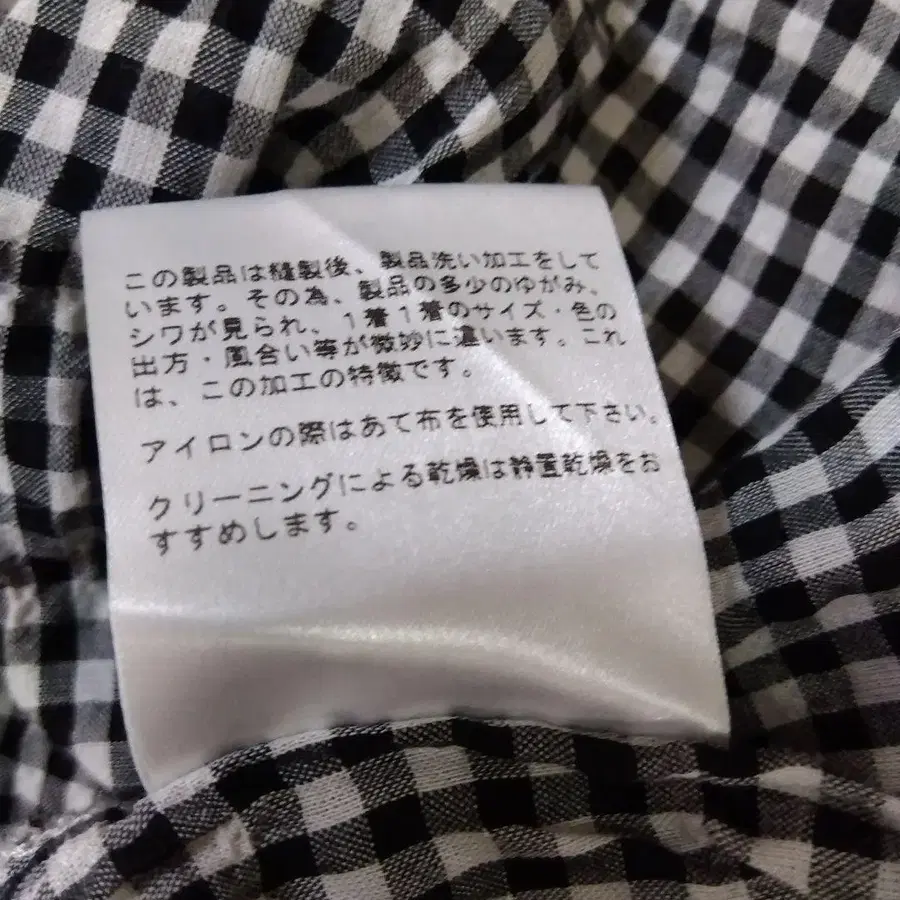 この製品は縫製後、製品洗い加工をして
います。その為、製品の多少のゆがみ、
シワが見られ、1着1着のサイズ・色の
出方・風合い等が微妙に違います。これ
は、この加工の特徴です。
アイロンの際はあて布を使用して下さい。
クリーニングによる乾燥は静置乾燥をお
すすめします。